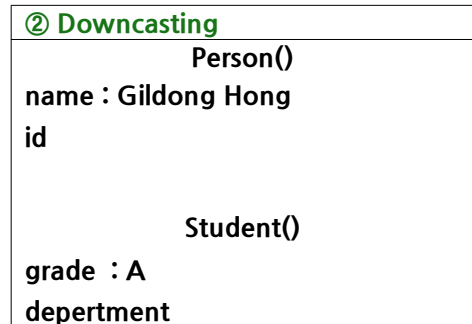 ② Downcasting
Person()
name : Gildong Hong
id
Student()
grade : A
depertment